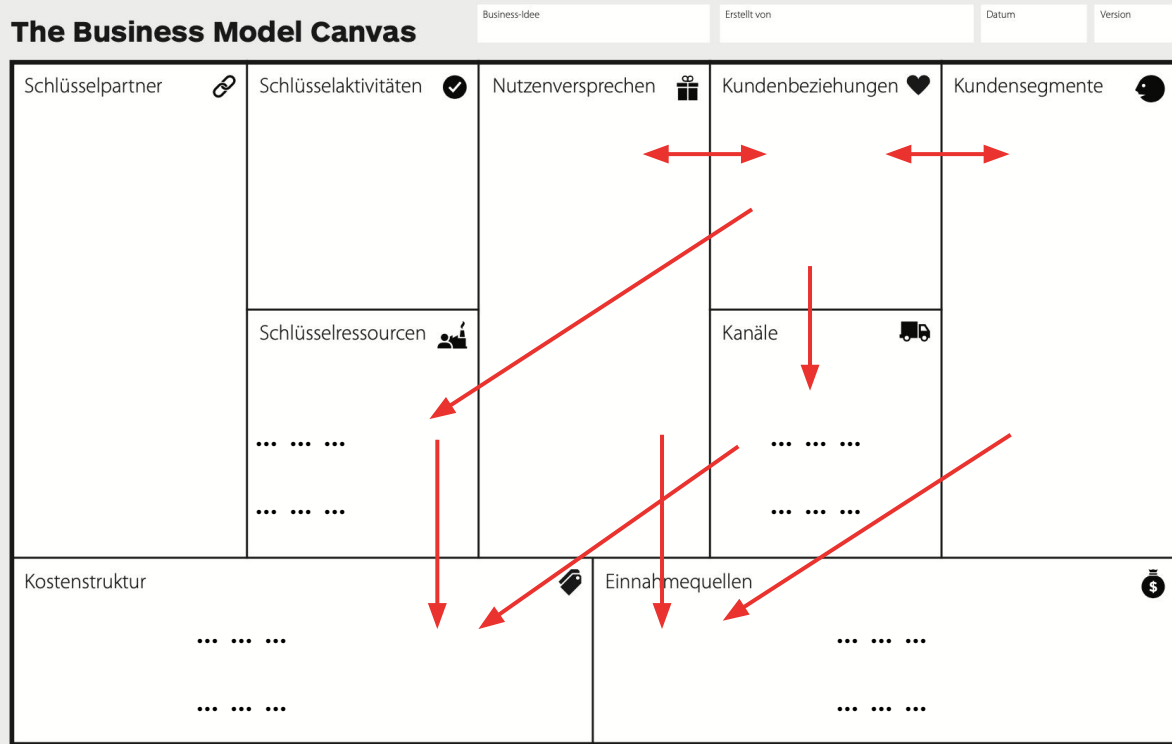 The Business Model Canvas
Business-Idee
Erstellt von
Datum
Version
Schlüsselpartner
Schlüsselaktivitäten
Nutzenversprechen
Kundenbeziehungen
Kundensegmente
Schlüsselressourcen
Kanäle
... ... ...
... ... ...
... ... ...
... ... ...
Kostenstruktur
Einnahmequellen
$
... ... ...
... ... ...
... ... ...
... ... ...